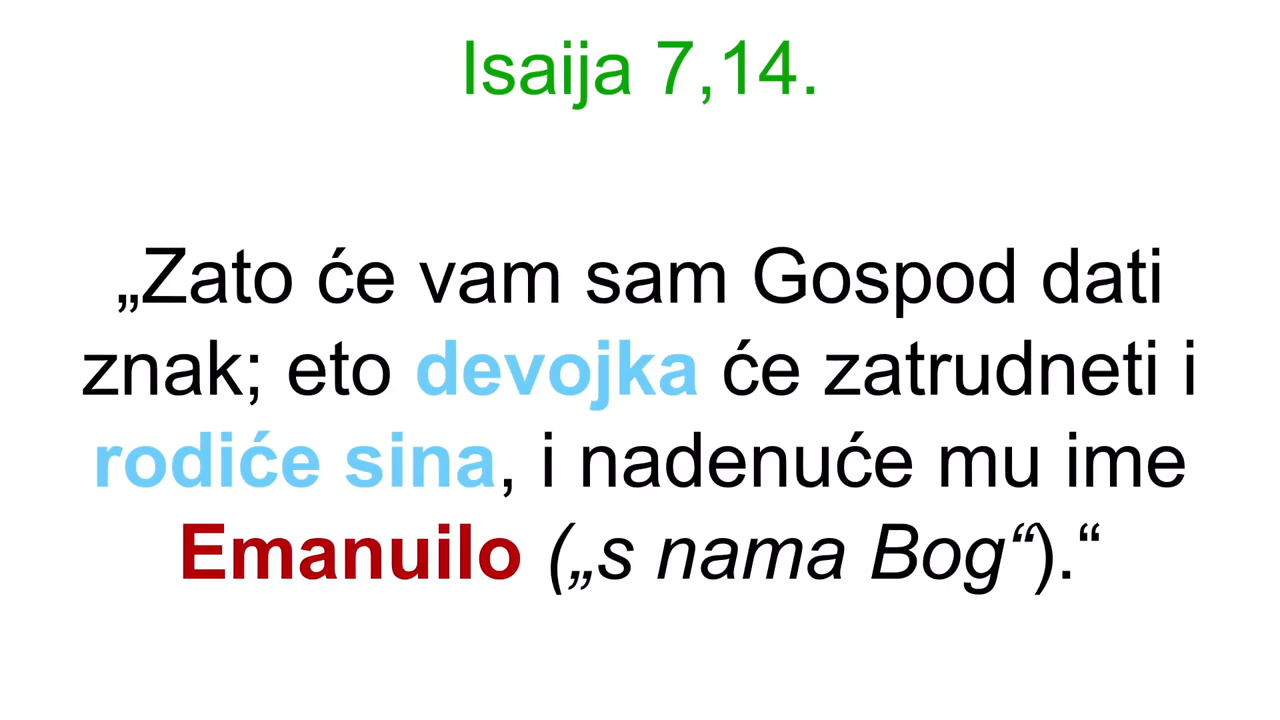 Isaija 7,14.
„Zato će vam sam Gospod dati
znak; eto devojka će zatrudneti i
rodiće sina, i nadenuće mu ime
Emanuilo („s nama Bog“).“